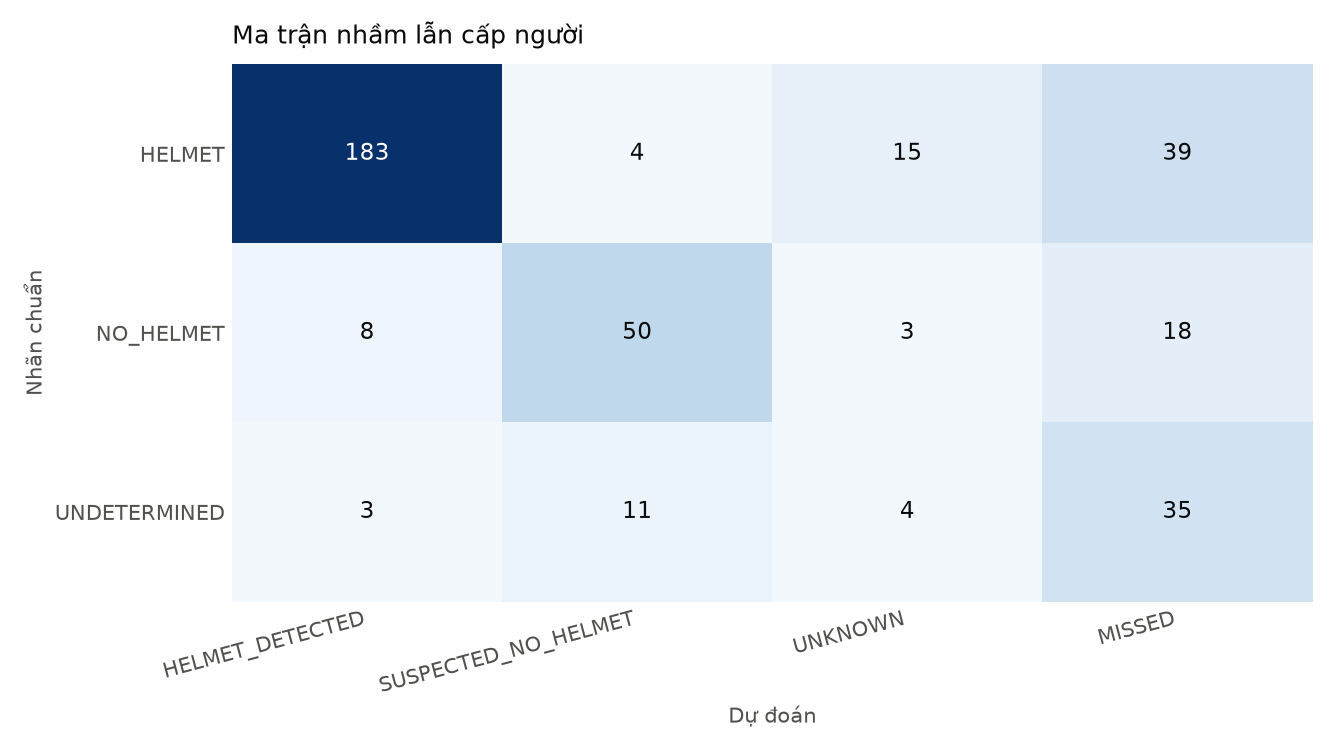 Ma trận nhầm lẫn cấp người
HELMET 183 4 15 39
NO_HELMET 8 50 3 18
UNDETERMINED 3 11 4 35
Nhãn chuẩn
HELMET_DETECTED SUSPECTED_NO_HELMET UNKNOWN MISSED
Dự đoán